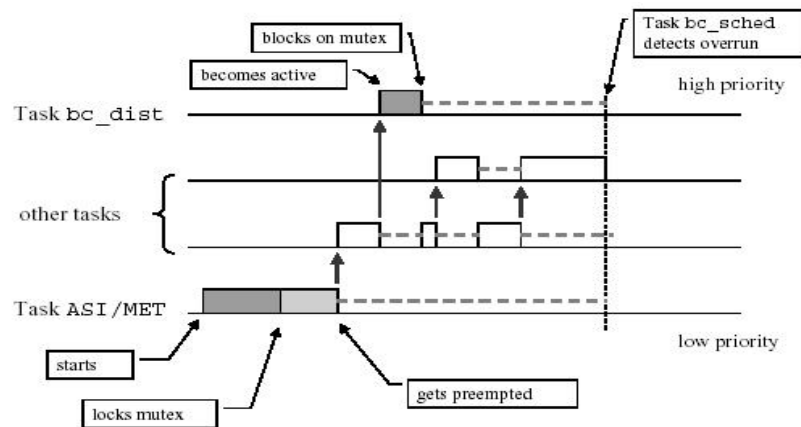 blocks on mutex
Task bc_sched
detects overrun
becomes active
high priority
Task bc_dist
other tasks
Task ASI/MET
low priority
starts
gets preempted
locks mutex